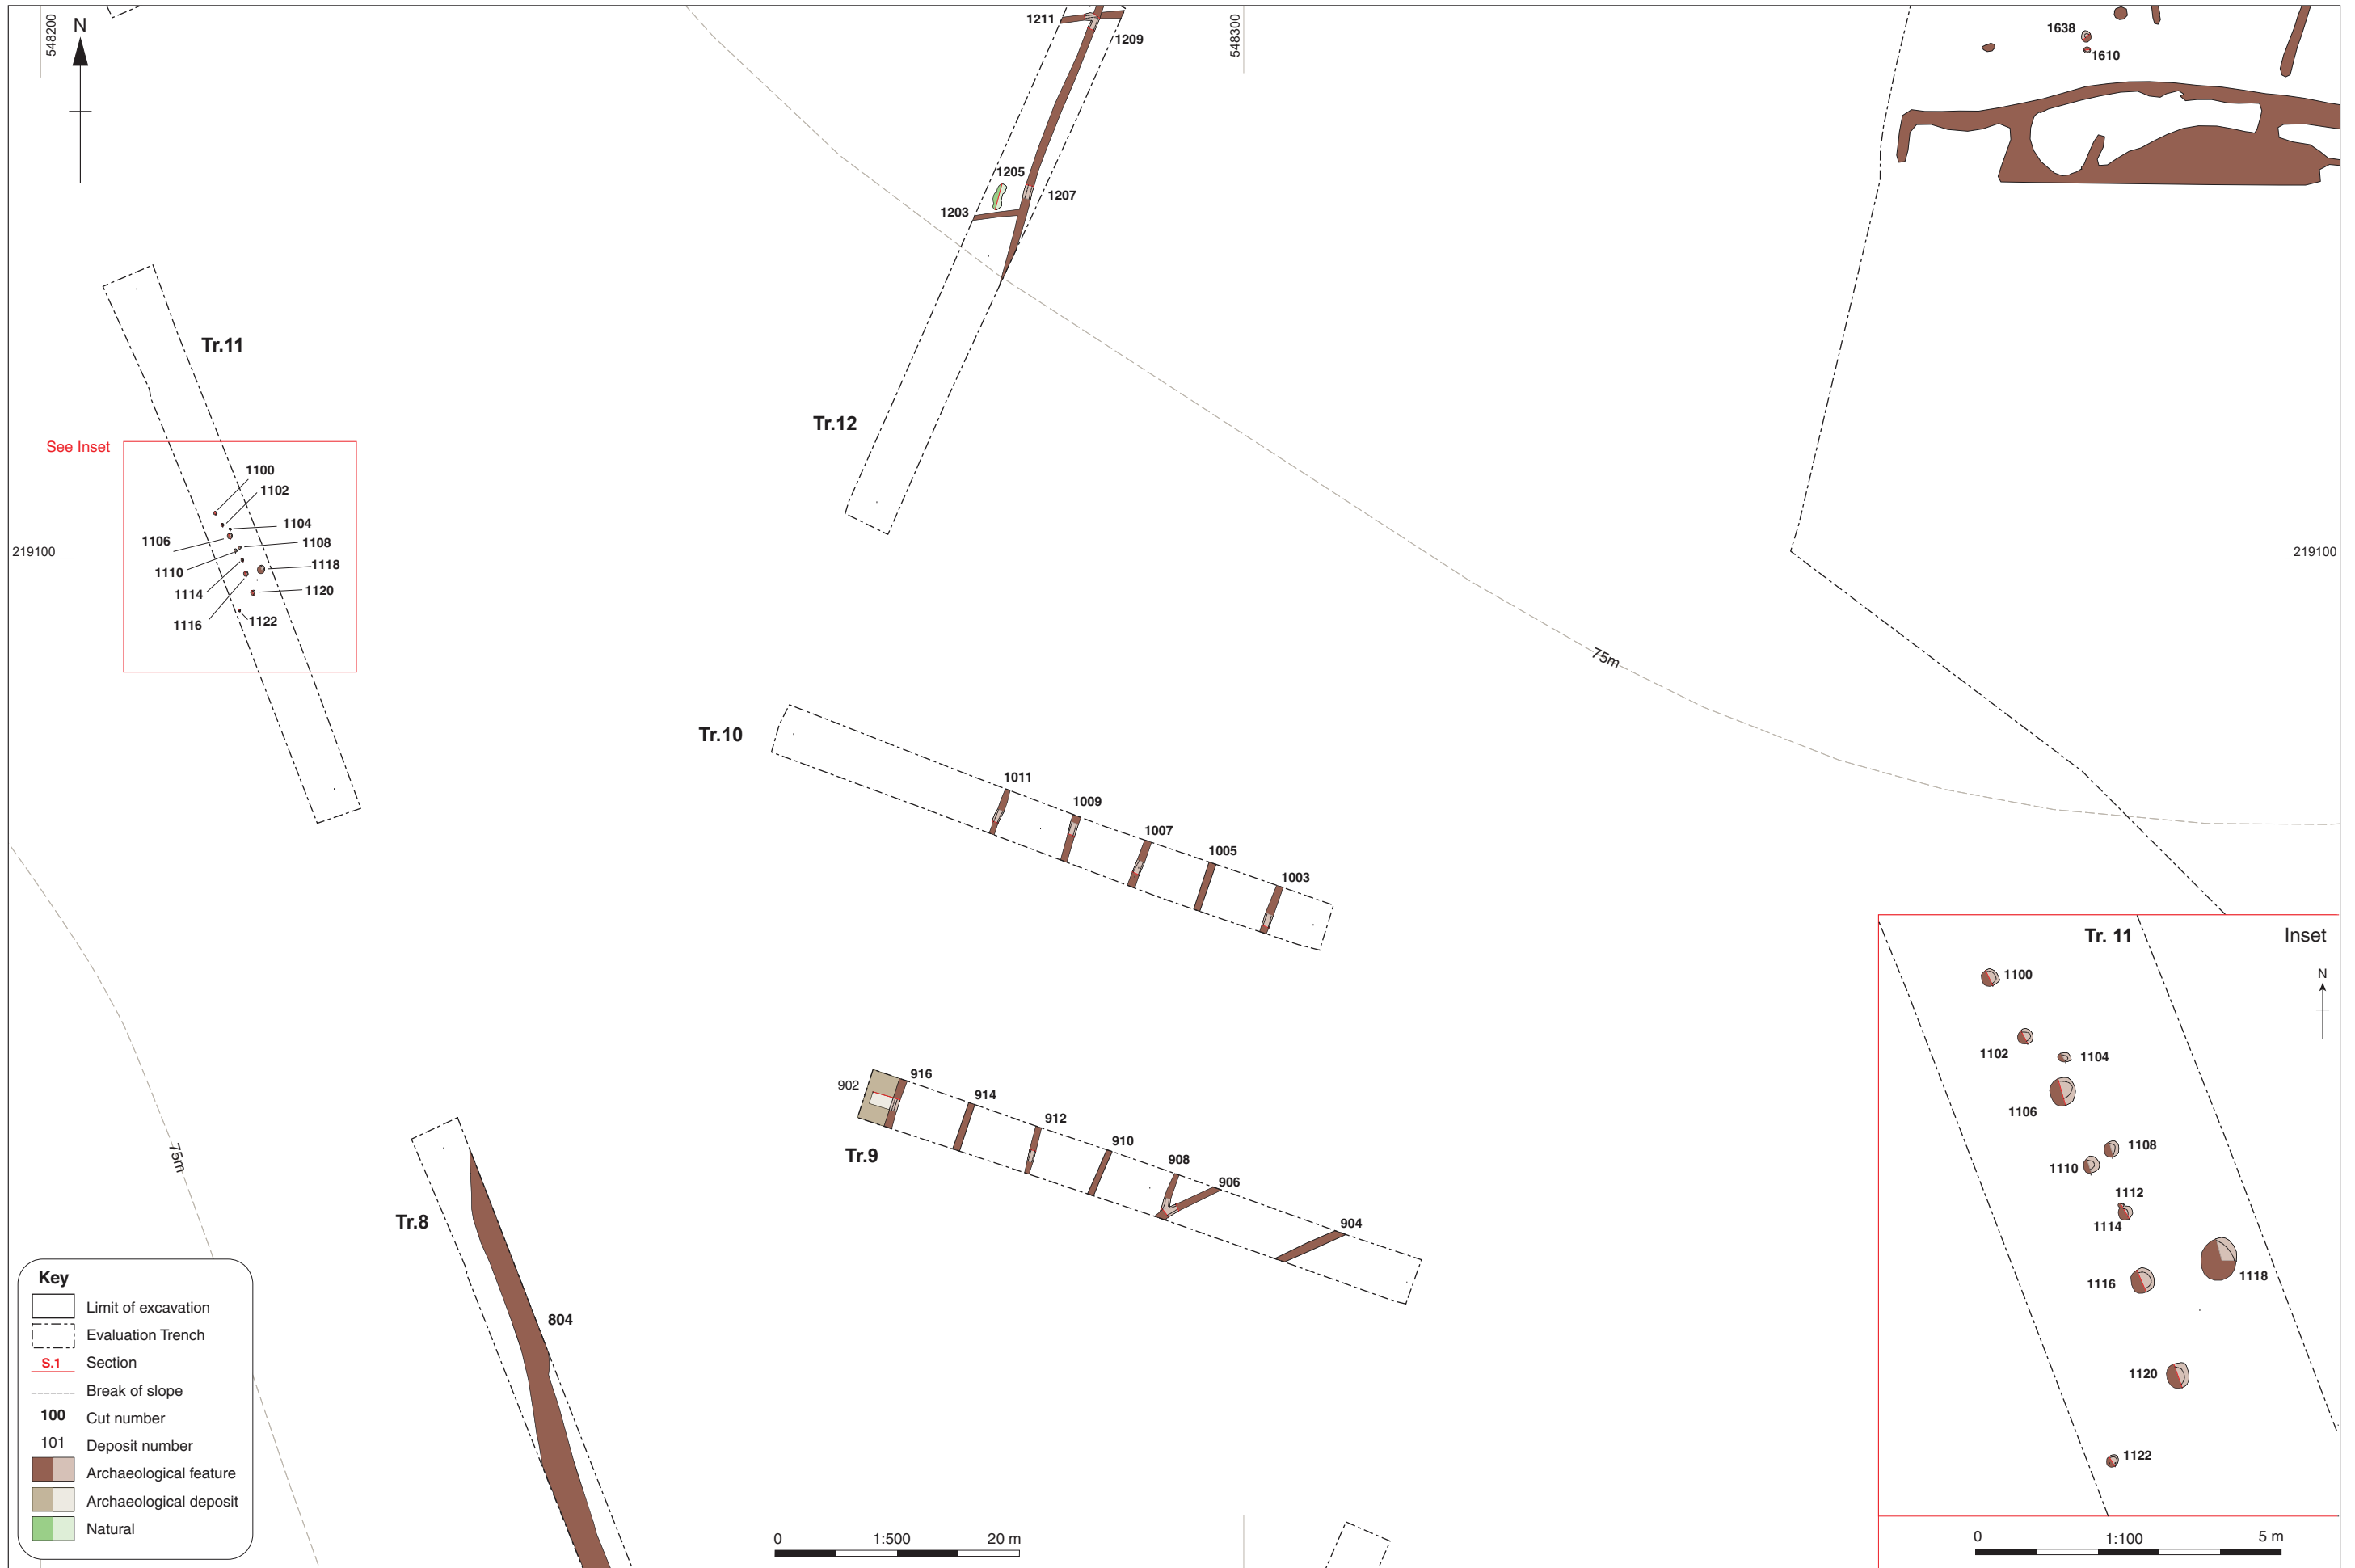 548200
N
1211
1209
548300
1638
1610
1205
1207
1203
Tr.11
Tr.12
See Inset
1100
1102
1104
1106
1108
219100
219100
1110
1118
1114
1120
1116
1122
75m
Tr.10
1011
1009
1007
1005
1003
Tr. 11
Inset
N
1100
1102
1104
1106
1108
1110
1112
1114
1116
1118
1120
1122
902
916
914
912
910
908
906
904
Tr.9
75m
Tr.8
804
Key
Limit of excavation
Evaluation Trench
S.1 Section
Break of slope
100 Cut number
101 Deposit number
Archaeological feature
Archaeological deposit
Natural
0 1:500 20 m
0 1:100 5 m